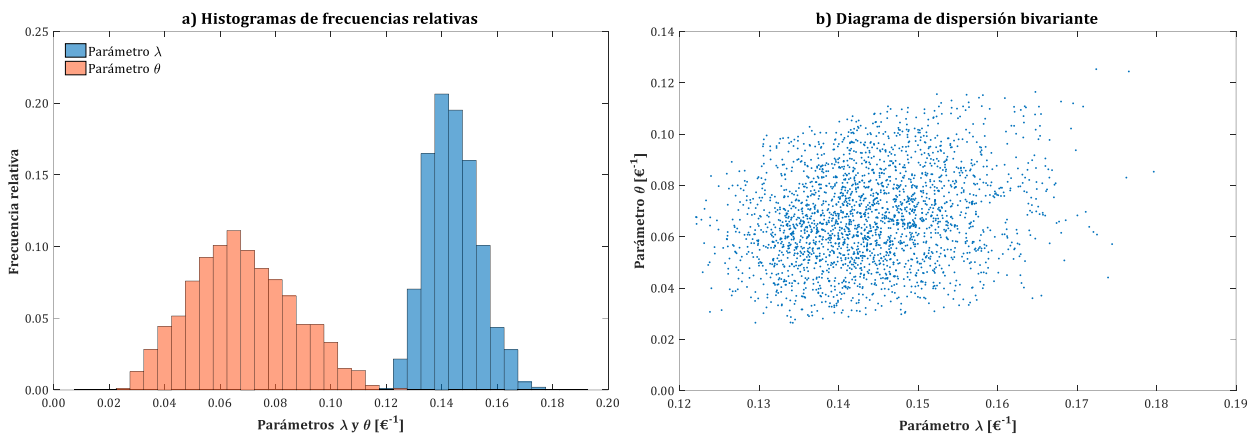 a) Histogramas de frecuencias relativas
0.25
0.20
0.15
0.10
0.05
0.00
Frecuencia relativa
Parámetro λ
Parámetro θ
0.00 0.02 0.04 0.06 0.08 0.10 0.12 0.14 0.16 0.18 0.20
Parámetros λ y θ [€⁻¹]
b) Diagrama de dispersión bivariante
0.14
0.12
0.10
0.08
0.06
0.04
0.02
0.00
Parámetro θ [€⁻¹]
0.12 0.13 0.14 0.15 0.16 0.17 0.18 0.19
Parámetro λ [€⁻¹]